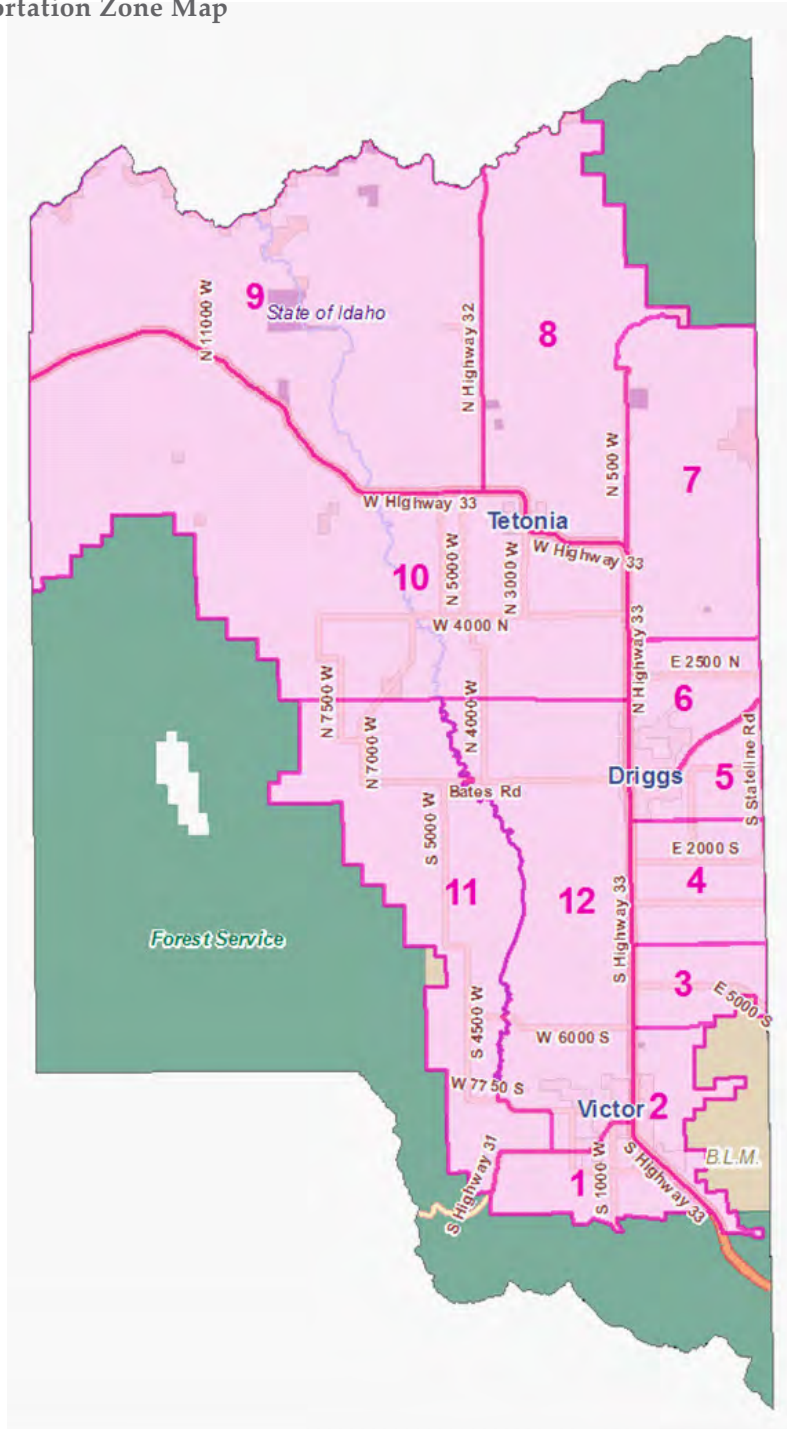 ortation Zone Map
N 11000 W
9
State of Idaho
N Highway 32
8
N 500 W
7
W Highway 33
Tetonia
W Highway 33
10
N 5000 W
N 3000 W
W 4000 N
N Highway 33
E 2500 N
6
N 7500 W
N 7000 W
N 4000 W
Driggs
5
S Stateline Rd
Bates Rd
S 5000 W
E 2000 S
4
11
12
S Highway 33
Forest Service
3
E 5000 S
S 4500 W
W 6000 S
W 7750 S
Victor
2
B.L.M.
S Highway 31
1
S 1000 W
S Highway 33